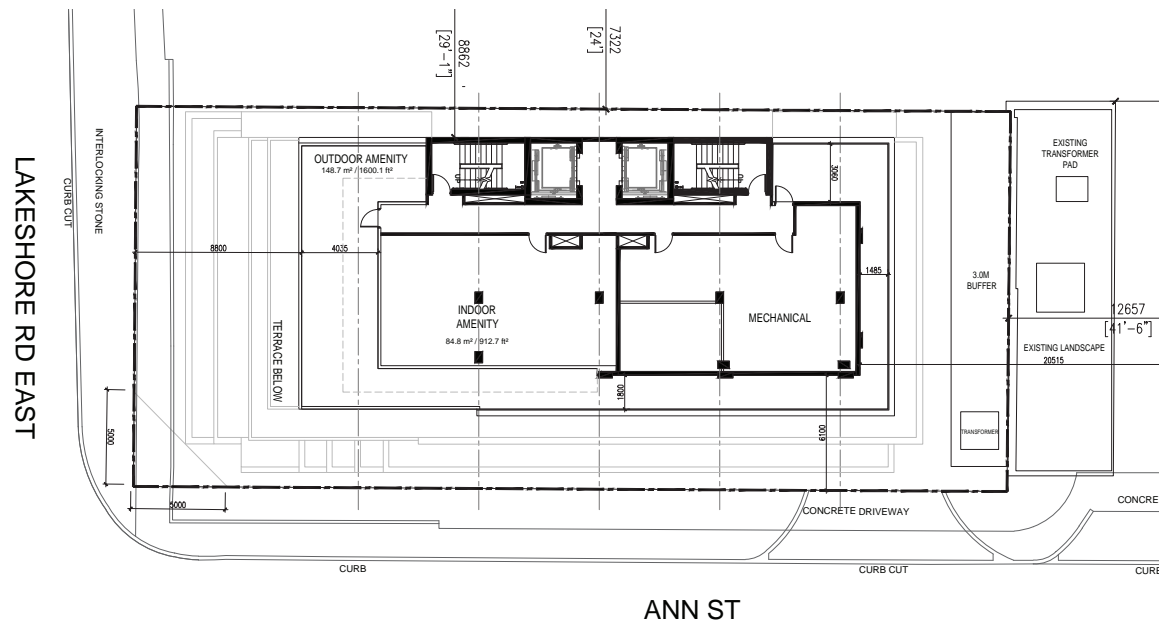 8862
[29'-1"]
7322
[24']
LAKESHORE RD EAST
CURB CUT
INTERLOCKING STONE
OUTDOOR AMENITY
148.7 m² / 1600.1 ft²
3060
EXISTING
TRANSFORMER
PAD
8800
4035
1485
3.0M
BUFFER
INDOOR
AMENITY
84.8 m² / 912.7 ft²
MECHANICAL
12657
[41'-6"]
EXISTING LANDSCAPE
20515
TERRACE BELOW
1800
6100
TRANSFORMER
5000
5000
CONCRETE DRIVEWAY
CONCRE
CURB
CURB CUT
CURB
ANN ST